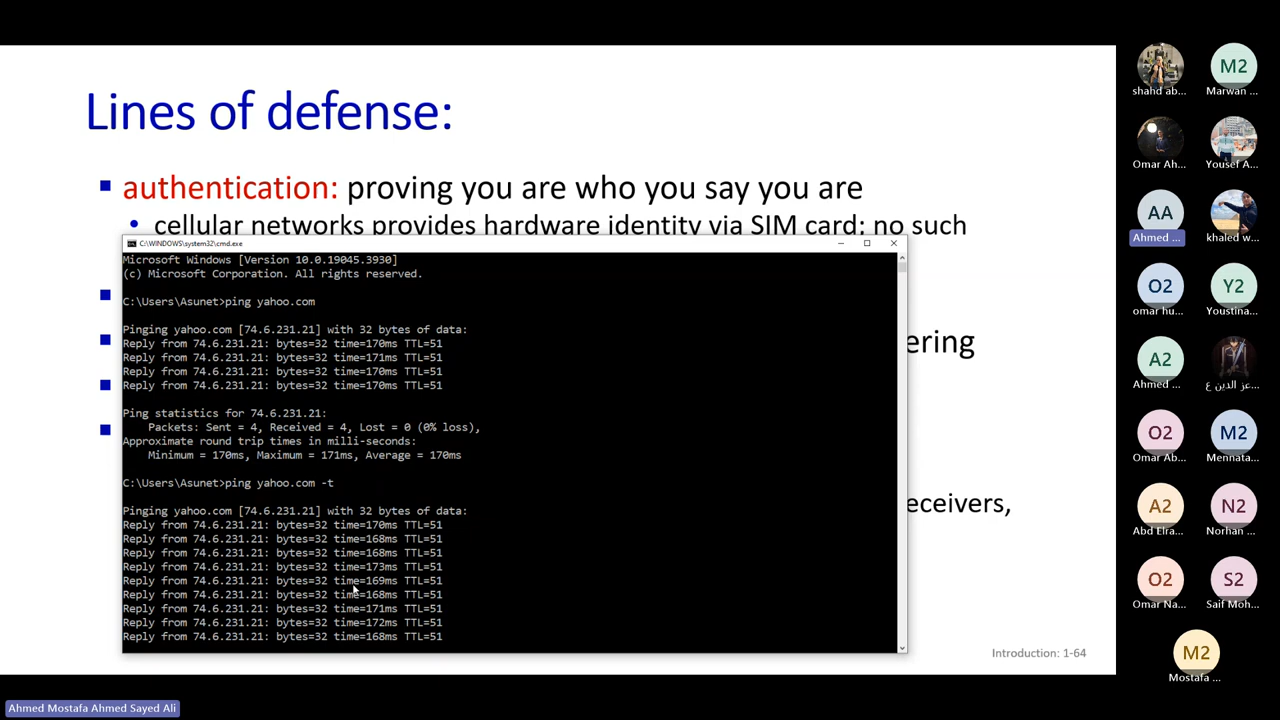 Lines of defense:
authentication: proving you are who you say you are
cellular networks provides hardware identity via SIM card: no such
C:\WINDOWS\system32\cmd.exe
Microsoft Windows [Version 10.0.19045.3930]
(c) Microsoft Corporation. All rights reserved.
C:\Users\Asunet>ping yahoo.com
Pinging yahoo.com [74.6.231.21] with 32 bytes of data:
Reply from 74.6.231.21: bytes=32 time=170ms TTL=51
Reply from 74.6.231.21: bytes=32 time=171ms TTL=51
Reply from 74.6.231.21: bytes=32 time=170ms TTL=51
Reply from 74.6.231.21: bytes=32 time=170ms TTL=51
Ping statistics for 74.6.231.21:
Packets: Sent = 4, Received = 4, Lost = 0 (0% loss),
Approximate round trip times in milli-seconds:
Minimum = 170ms, Maximum = 171ms, Average = 170ms
C:\Users\Asunet>ping yahoo.com -t
Pinging yahoo.com [74.6.231.21] with 32 bytes of data:
Reply from 74.6.231.21: bytes=32 time=170ms TTL=51
Reply from 74.6.231.21: bytes=32 time=168ms TTL=51
Reply from 74.6.231.21: bytes=32 time=168ms TTL=51
Reply from 74.6.231.21: bytes=32 time=173ms TTL=51
Reply from 74.6.231.21: bytes=32 time=169ms TTL=51
Reply from 74.6.231.21: bytes=32 time=168ms TTL=51
Reply from 74.6.231.21: bytes=32 time=171ms TTL=51
Reply from 74.6.231.21: bytes=32 time=172ms TTL=51
Reply from 74.6.231.21: bytes=32 time=168ms TTL=51
ering
eceivers,
Introduction: 1-64
M2
shahd ab... Marwan ...
Omar Ah... Yousef A...
AA
Ahmed ... khaled w...
O2 Y2
omar hu... Youstina...
A2
Ahmed ... عز الدين ع...
O2 M2
Omar Ab... Mennata...
A2 N2
Abd Elra... Norhan ...
O2 S2
Omar Na... Saif Moh...
M2
Mostafa ...
Ahmed Mostafa Ahmed Sayed Ali